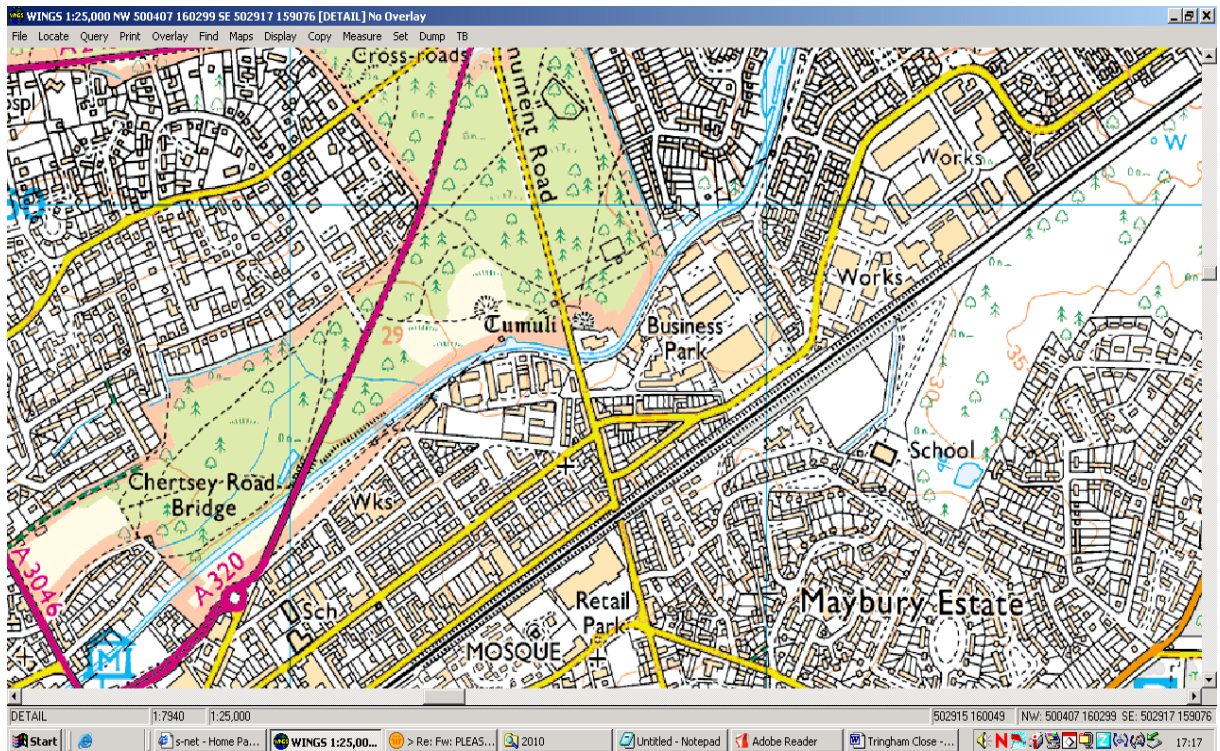 WINGS 1:25,000 NW 500407 160299 SE 502917 159076 [DETAIL] No Overlay
File Locate Query Print Overlay Find Maps Display Copy Measure Set Dump TB
Cross-roads
nument Road
Works
W
Works
Tumuli
29
Business
Park
35
30
School
Chertsey Road
Bridge
Wks
A 3046
A320
Sch
Retail
Park
Maybury Estate
MOSQUE
M
DETAIL 1:7940 1:25,000 502915 160049 NW: 500407 160299 SE: 502917 159076
Start s-net - Home Pa... WINGS 1:25,00... > Re: Fw: PLEAS... 2010 Untitled - Notepad Adobe Reader Tringham Close -... 17:17